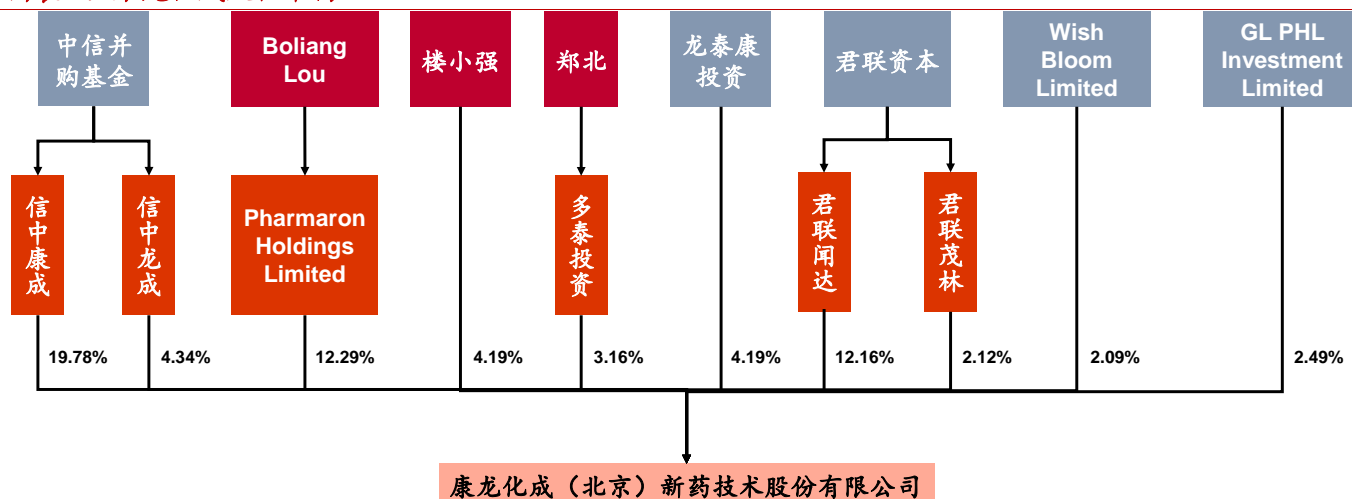 中信并
购基金
Boliang
Lou
楼小强
郑北
龙泰康
投资
君联资本
Wish
Bloom
Limited
GL PHL
Investment
Limited
信中康成
信中龙成
Pharmaron
Holdings
Limited
多泰投资
君联闻达
君联茂林
19.78%
4.34%
12.29%
4.19%
3.16%
4.19%
12.16%
2.12%
2.09%
2.49%
康龙化成（北京）新药技术股份有限公司